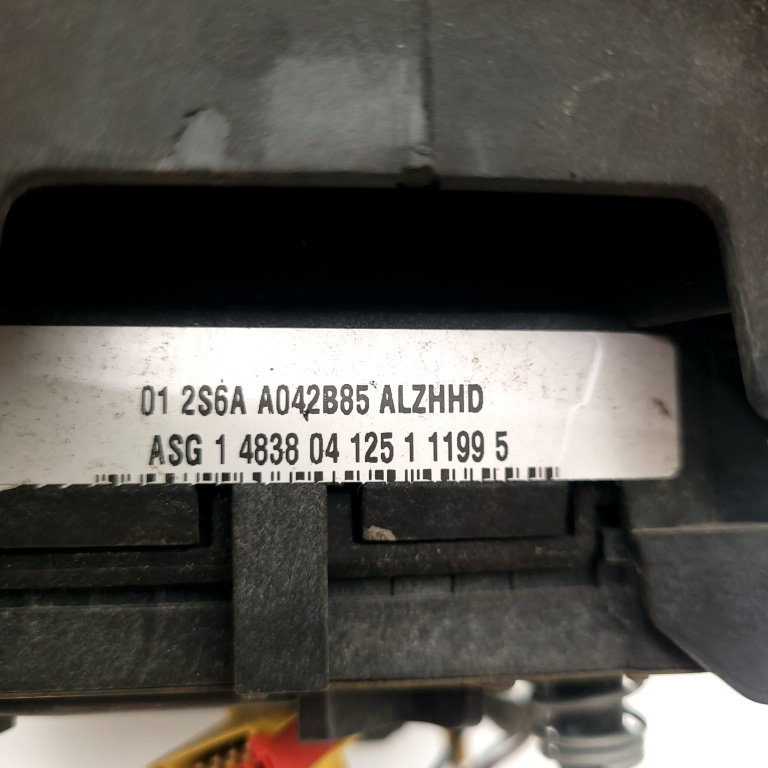 01 2S6A A042B85 ALZHHD
ASG 1 4838 04 125 1 1199 5